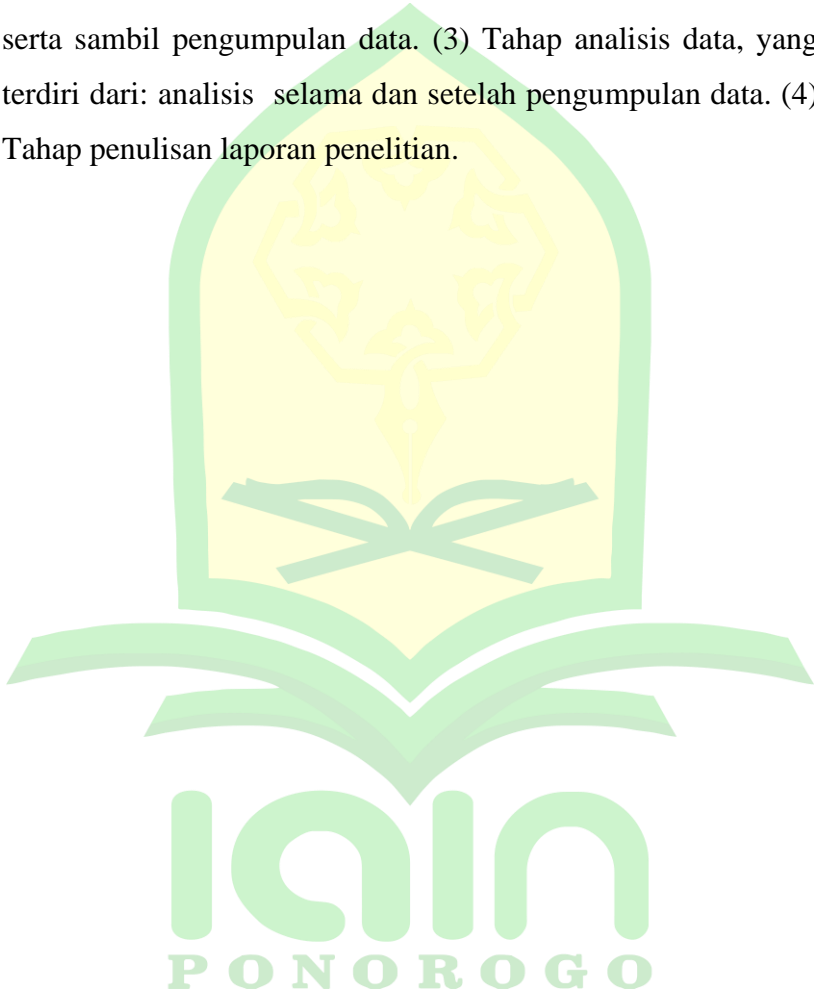 serta sambil pengumpulan data. (3) Tahap analisis data, yang
terdiri dari: analisis  selama dan setelah pengumpulan data. (4)
Tahap penulisan laporan penelitian.
iain
PONOROGO